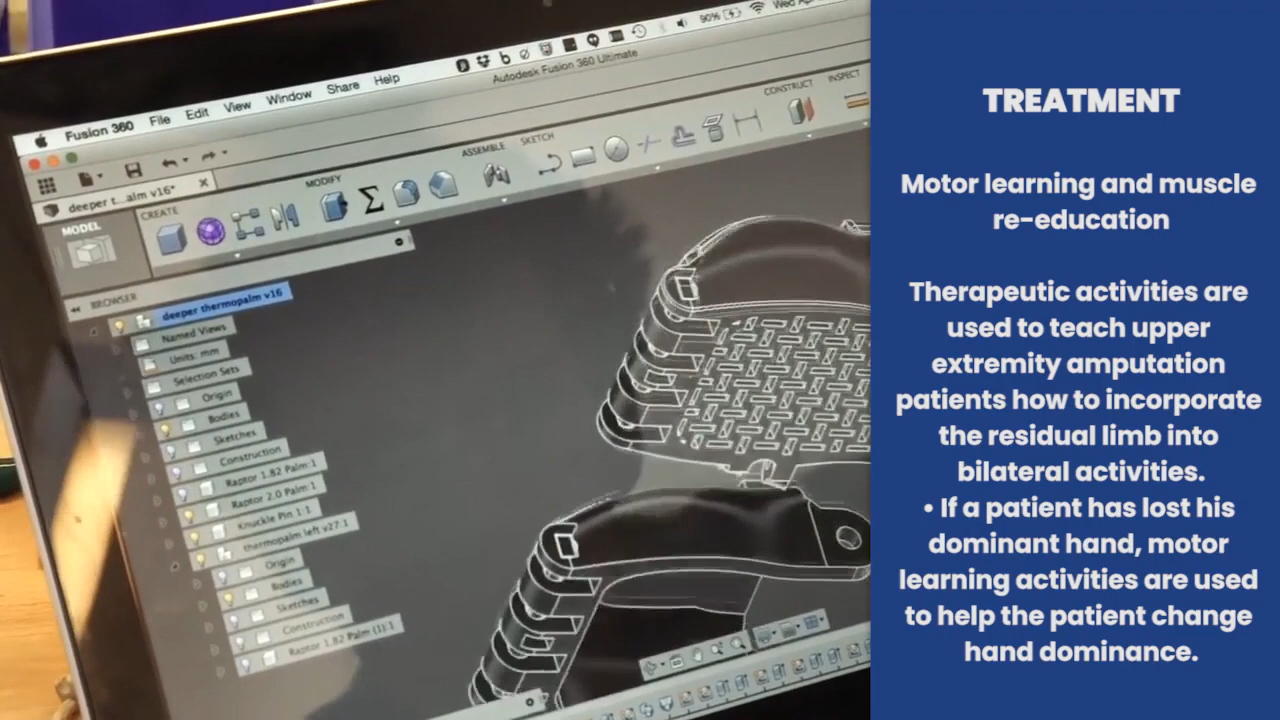 Fusion 360 File Edit View Window Share Help
90%
Autodesk Fusion 360 Ultimate
deeper t...alm v16*
MODEL
CREATE
MODIFY
ASSEMBLE
SKETCH
CONSTRUCT
INSPECT
BROWSER
deeper thermopalm v16
Named Views
Units: mm
Selection Sets
Origin
Bodies
Sketches
Construction
Raptor 1.82 Palm:1
Raptor 2.0 Palm:1
Knuckle Pin 1:1
thermopalm left v27:1
Origin
Bodies
Sketches
Construction
Raptor 1.82 Palm (1):1
TREATMENT
Motor learning and muscle
re-education
Therapeutic activities are
used to teach upper
extremity amputation
patients how to incorporate
the residual limb into
bilateral activities.
• If a patient has lost his
dominant hand, motor
learning activities are used
to help the patient change
hand dominance.